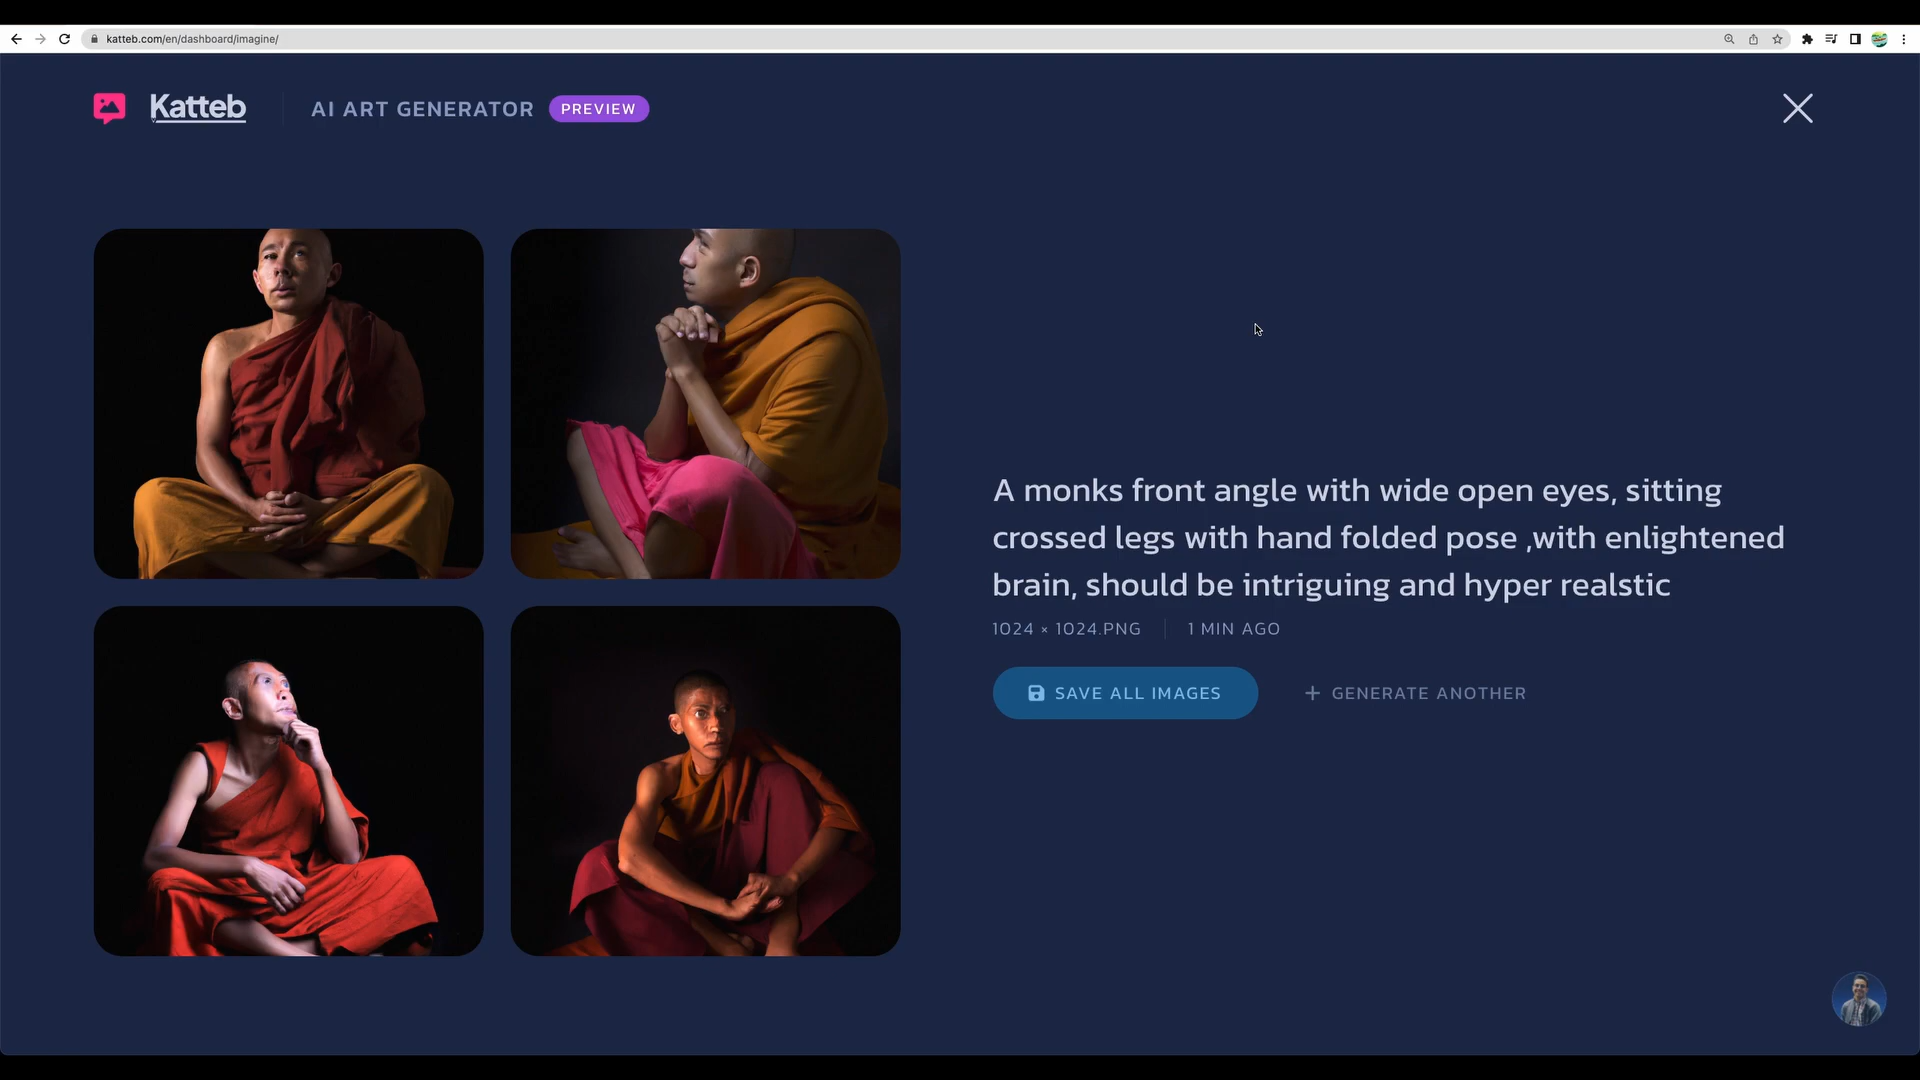 katteb.com/en/dashboard/imagine/
Katteb
AI ART GENERATOR
PREVIEW
A monks front angle with wide open eyes, sitting
crossed legs with hand folded pose ,with enlightened
brain, should be intriguing and hyper realstic
1024 × 1024.PNG
1 MIN AGO
SAVE ALL IMAGES
+ GENERATE ANOTHER